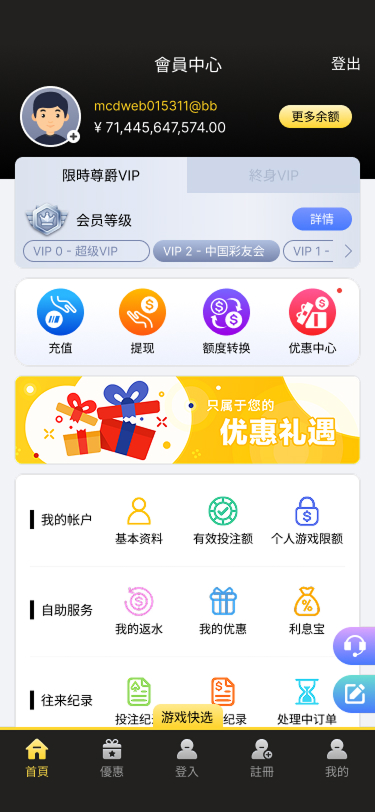 會員中心
登出
mcdweb015311@bb
¥ 71,445,647,574.00
更多余额
限時尊爵VIP
終身VIP
会员等级
詳情
VIP 0 - 超级VIP
VIP 2 - 中国彩友会
VIP 1 -
充值
提现
额度转换
优惠中心
只属于您的
优惠礼遇
我的帐户
基本资料
有效投注额
个人游戏限额
自助服务
我的返水
我的优惠
利息宝
往来纪录
投注纪
纪录
处理中订单
游戏快选
首頁
優惠
登入
註冊
我的